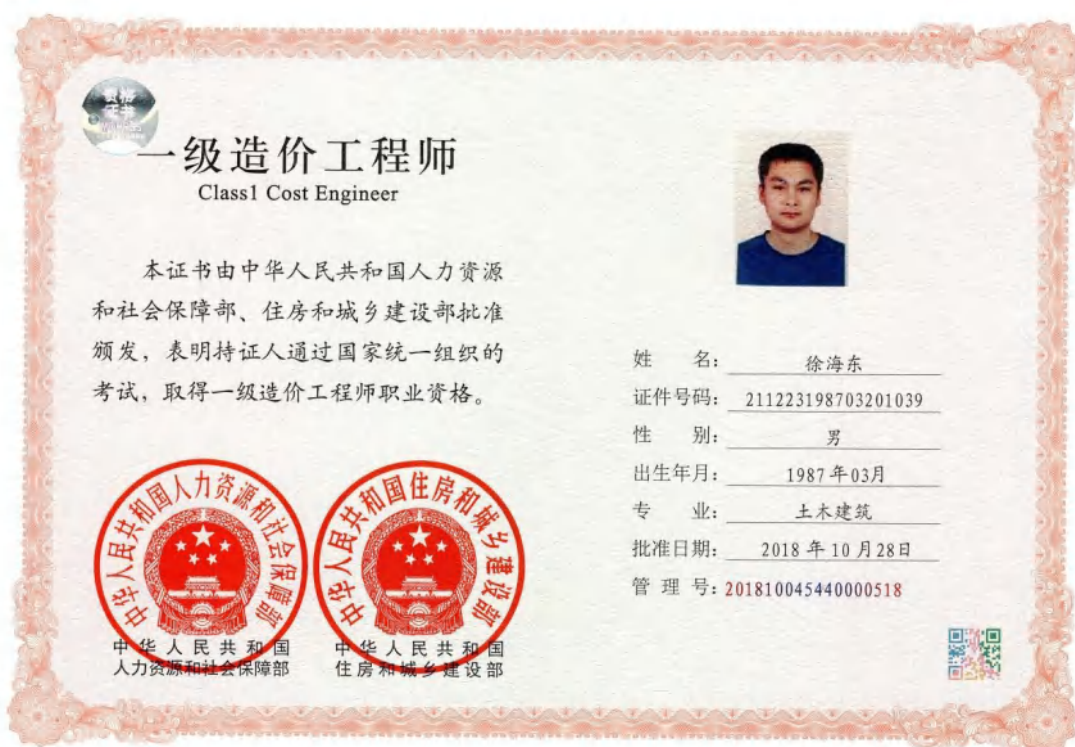 资格
证书
一级造价工程师
Class1 Cost Engineer
本证书由中华人民共和国人力资源
和社会保障部、住房和城乡建设部批准
颁发，表明持证人通过国家统一组织的
考试，取得一级造价工程师职业资格。
中华人民共和国人力资源和社会保障部
中华人民共和国住房和城乡建设部
中华人民共和国
人力资源和社会保障部
中华人民共和国
住房和城乡建设部
姓 名： 徐海东
证件号码： 211223198703201039
性 别： 男
出生年月： 1987年03月
专 业： 土木建筑
批准日期： 2018年10月28日
管 理 号：201810045440000518